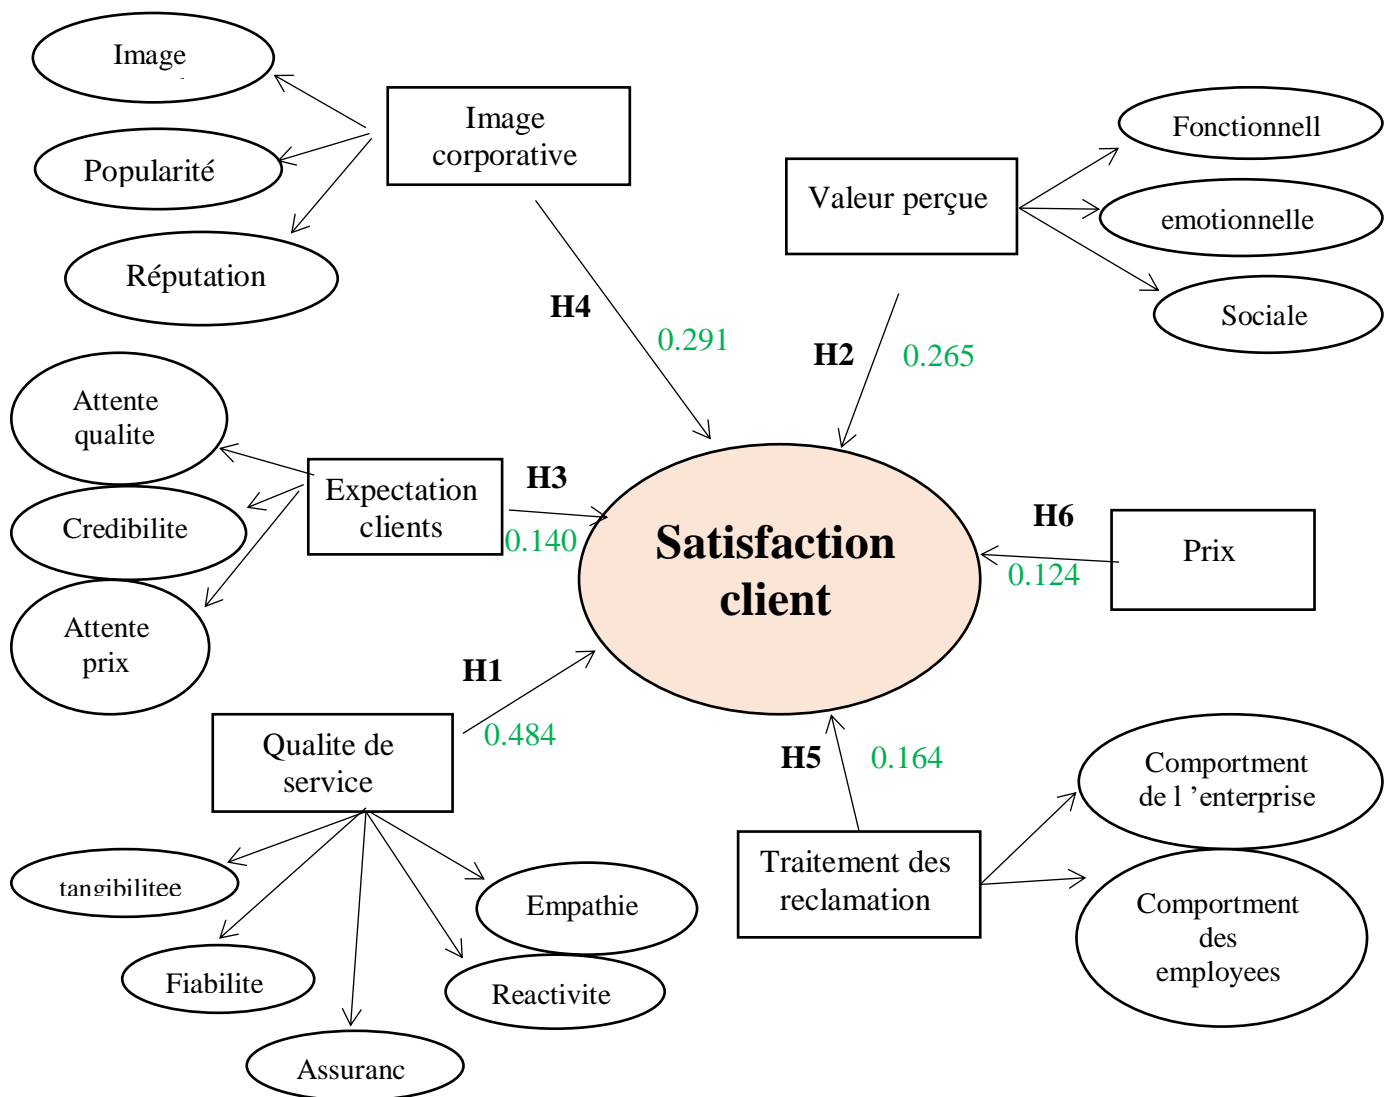 Image
Popularité
Réputation
Image
corporative
Valeur perçue
Fonctionnell
emotionnelle
Sociale
H4
0.291
H2
0.265
Attente
qualite
Credibilite
Attente
prix
Expectation
clients
H3
0.140
Satisfaction
client
H6
0.124
Prix
H1
0.484
Qualite de
service
H5
0.164
Traitement des
reclamation
Comportment
de l ’enterprise
Comportment
des
employees
tangibilitee
Fiabilite
Assuranc
Reactivite
Empathie